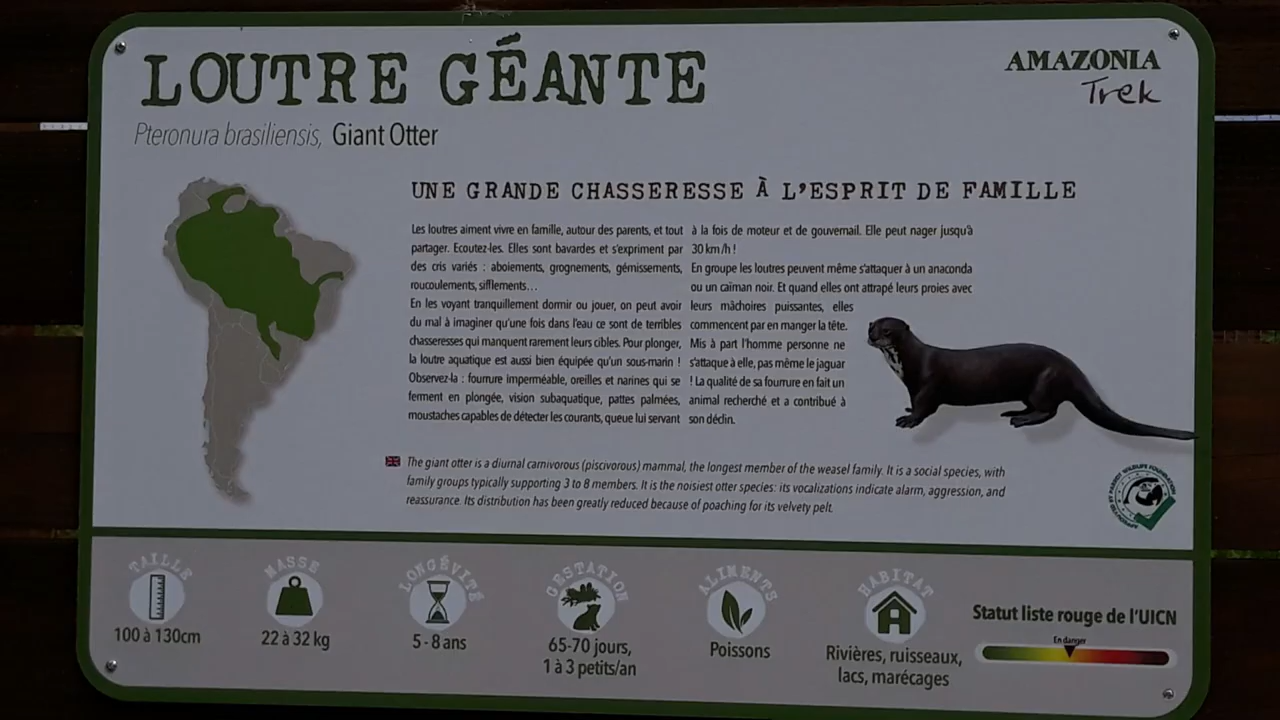 LOUTRE GÉANTE
AMAZONIA
Trek
Pteronura brasiliensis, Giant Otter
UNE GRANDE CHASSERESSE À L'ESPRIT DE FAMILLE
Les loutres aiment vivre en famille, autour des parents, et tout
partager. Ecoutez-les. Elles sont bavardes et s'expriment par
des cris variés : aboiements, grognements, gémissements,
roucoulements, sifflements...
En les voyant tranquillement dormir ou jouer, on peut avoir
du mal à imaginer qu'une fois dans l'eau ce sont de terribles
chasseresses qui manquent rarement leurs cibles. Pour plonger,
la loutre aquatique est aussi bien équipée qu'un sous-marin !
Observez-la : fourrure imperméable, oreilles et narines qui se
ferment en plongée, vision subaquatique, pattes palmées,
moustaches capables de détecter les courants, queue lui servant
à la fois de moteur et de gouvernail. Elle peut nager jusqu'à
30 km/h !
En groupe les loutres peuvent même s'attaquer à un anaconda
ou un caïman noir. Et quand elles ont attrapé leurs proies avec
leurs mâchoires puissantes, elles
commencent par en manger la tête.
Mis à part l'homme personne ne
s'attaque à elle, pas même le jaguar
! La qualité de sa fourrure en fait un
animal recherché et a contribué à
son déclin.
The giant otter is a diurnal carnivorous (piscivorous) mammal, the longest member of the weasel family. It is a social species, with
family groups typically supporting 3 to 8 members. It is the noisiest otter species: its vocalizations indicate alarm, aggression, and
reassurance. Its distribution has been greatly reduced because of poaching for its velvety pelt.
TAILLE
100 à 130cm
MASSE
22 à 32 kg
LONGÉVITÉ
5 - 8 ans
GESTATION
65-70 jours,
1 à 3 petits/an
ALIMENTS
Poissons
HABITAT
Rivières, ruisseaux,
lacs, marécages
Statut liste rouge de l'UICN
En danger